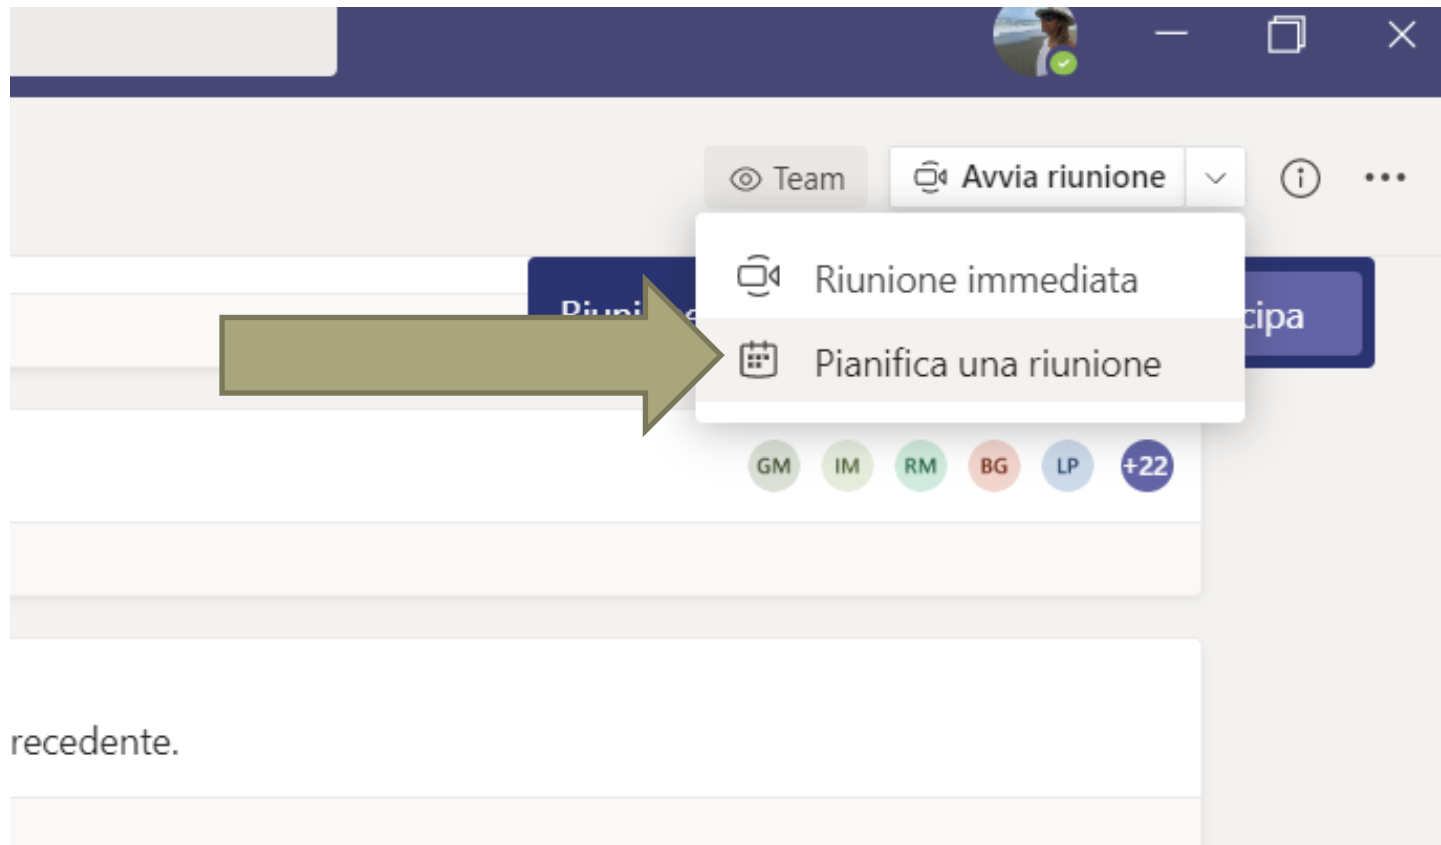 Team
Avvia riunione
Riunione immediata
cipa
Pianifica una riunione
GM IM RM BG LP +22
recedente.